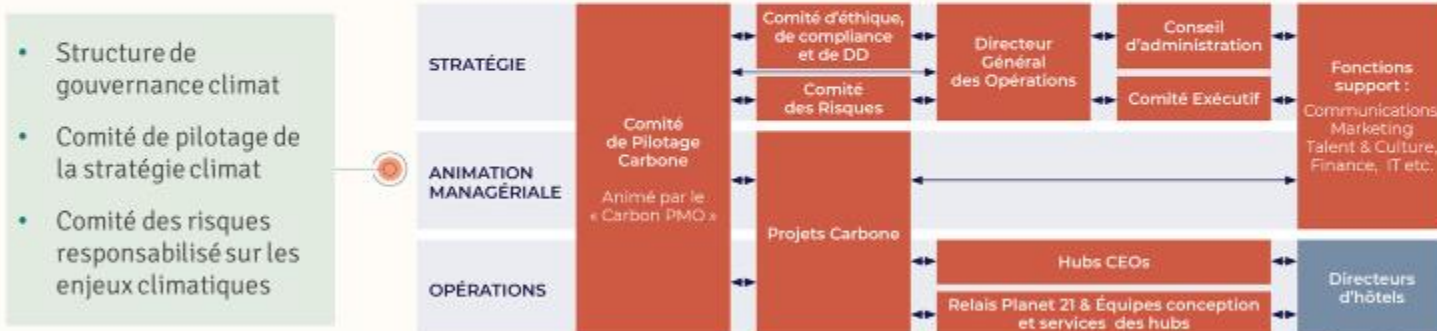 • Structure de
gouvernance climat
• Comité de pilotage de
la stratégie climat
• Comité des risques
responsabilisé sur les
enjeux climatiques
STRATÉGIE
ANIMATION
MANAGÉRIALE
OPÉRATIONS
Comité
de Pilotage
Carbone
Animé par le
« Carbon PMO »
Comité d'éthique,
de compliance
et de DD
Comité
des Risques
Projets Carbone
Directeur
Général
des Opérations
Conseil
d'administration
Comité Exécutif
Hubs CEOs
Relais Planet 21 & Équipes conception
et services des hubs
Fonctions
support :
Communications
Marketing
Talent & Culture,
Finance, IT etc.
Directeurs
d'hôtels